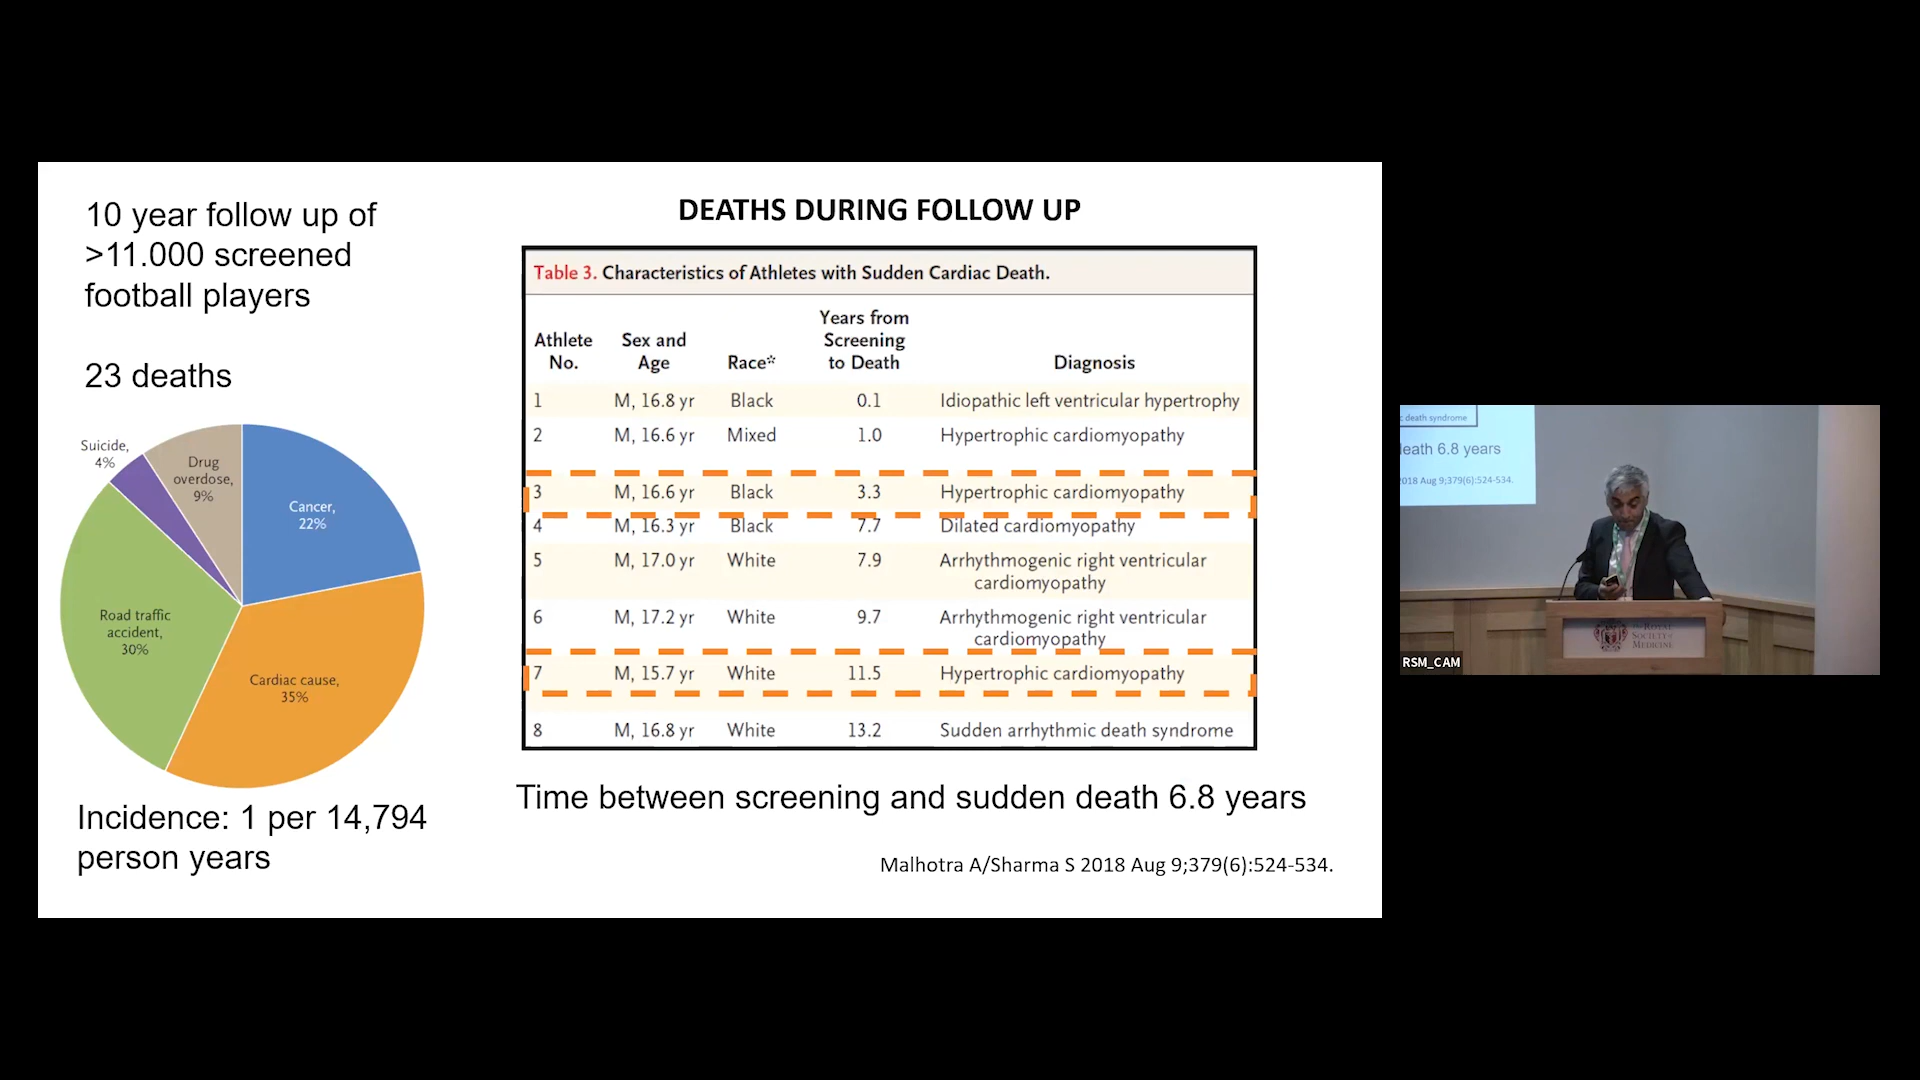 10 year follow up of
>11.000 screened
football players
23 deaths
Suicide,
4%
Drug
overdose,
9%
Cancer,
22%
Road traffic
accident,
30%
Cardiac cause,
35%
Incidence: 1 per 14,794
person years
DEATHS DURING FOLLOW UP
Table 3. Characteristics of Athletes with Sudden Cardiac Death.
Athlete No. Sex and Age Race* Years from Screening to Death Diagnosis
1 M, 16.8 yr Black 0.1 Idiopathic left ventricular hypertrophy
2 M, 16.6 yr Mixed 1.0 Hypertrophic cardiomyopathy
3 M, 16.6 yr Black 3.3 Hypertrophic cardiomyopathy
4 M, 16.3 yr Black 7.7 Dilated cardiomyopathy
5 M, 17.0 yr White 7.9 Arrhythmogenic right ventricular
cardiomyopathy
6 M, 17.2 yr White 9.7 Arrhythmogenic right ventricular
cardiomyopathy
7 M, 15.7 yr White 11.5 Hypertrophic cardiomyopathy
8 M, 16.8 yr White 13.2 Sudden arrhythmic death syndrome
Time between screening and sudden death 6.8 years
Malhotra A/Sharma S 2018 Aug 9;379(6):524-534.
c death syndrome
eath 6.8 years
018 Aug 9;379(6):524-534.
The Royal
Society of
Medicine
RSM_CAM